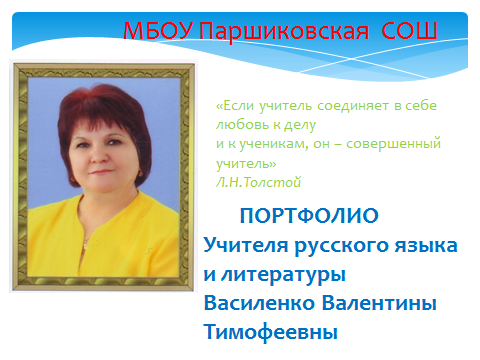 МБОУ Паршиковская СОШ
«Если учитель соединяет в себе
любовь к делу
и к ученикам, он – совершенный
учитель»
Л.Н.Толстой
ПОРТФОЛИО
Учителя русского языка
и литературы
Василенко Валентины
Тимофеевны